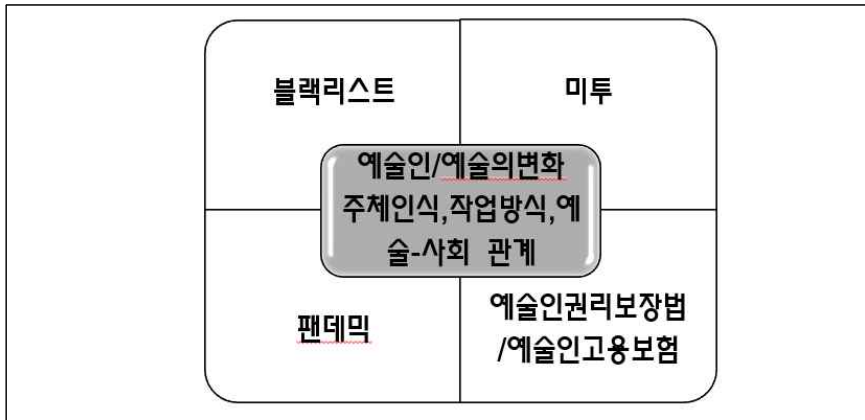 블랙리스트
미투
예술인/예술의변화
주체인식,작업방식,예
술-사회 관계
팬데믹
예술인권리보장법
/예술인고용보험